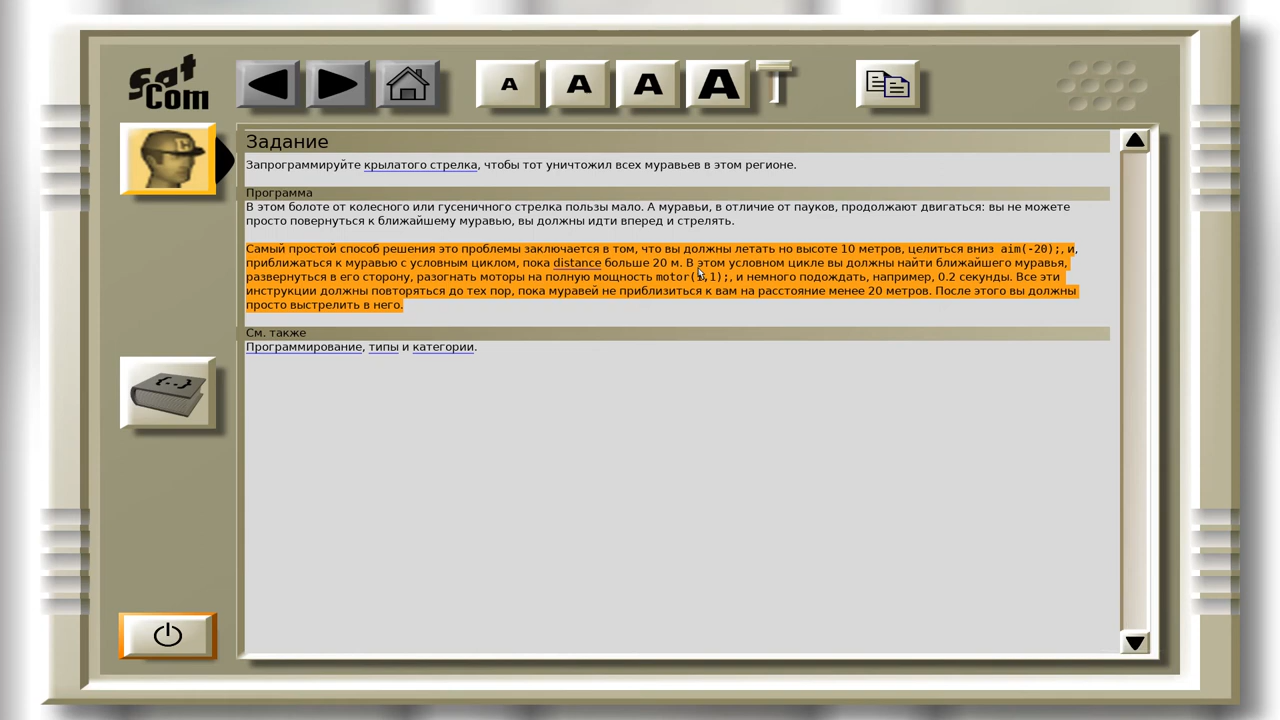 Sat
Com
A A A A
Задание
Запрограммируйте крылатого стрелка, чтобы тот уничтожил всех муравьев в этом регионе.
Программа
В этом болоте от колесного или гусеничного стрелка пользы мало. А муравьи, в отличие от пауков, продолжают двигаться: вы не можете
просто повернуться к ближайшему муравью, вы должны идти вперед и стрелять.
Самый простой способ решения это проблемы заключается в том, что вы должны летать но высоте 10 метров, целиться вниз aim(-20);, и,
приближаться к муравью с условным циклом, пока distance больше 20 м. В этом условном цикле вы должны найти ближайшего муравья,
развернуться в его сторону, разогнать моторы на полную мощность motor(1,1);, и немного подождать, например, 0.2 секунды. Все эти
инструкции должны повторяться до тех пор, пока муравей не приблизиться к вам на расстояние менее 20 метров. После этого вы должны
просто выстрелить в него.
См. также
Программирование, типы и категории.
{..}